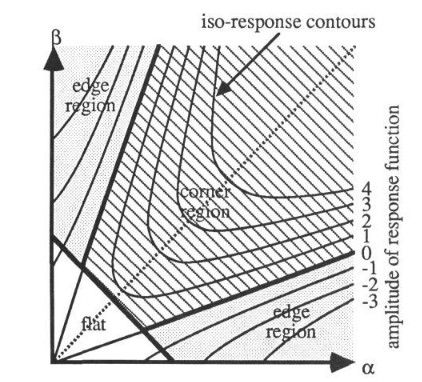 iso-response contours
β
edge
region
corner
region
4
3
2
1
0
-1
-2
-3
amplitude of response function
flat
edge
region
α